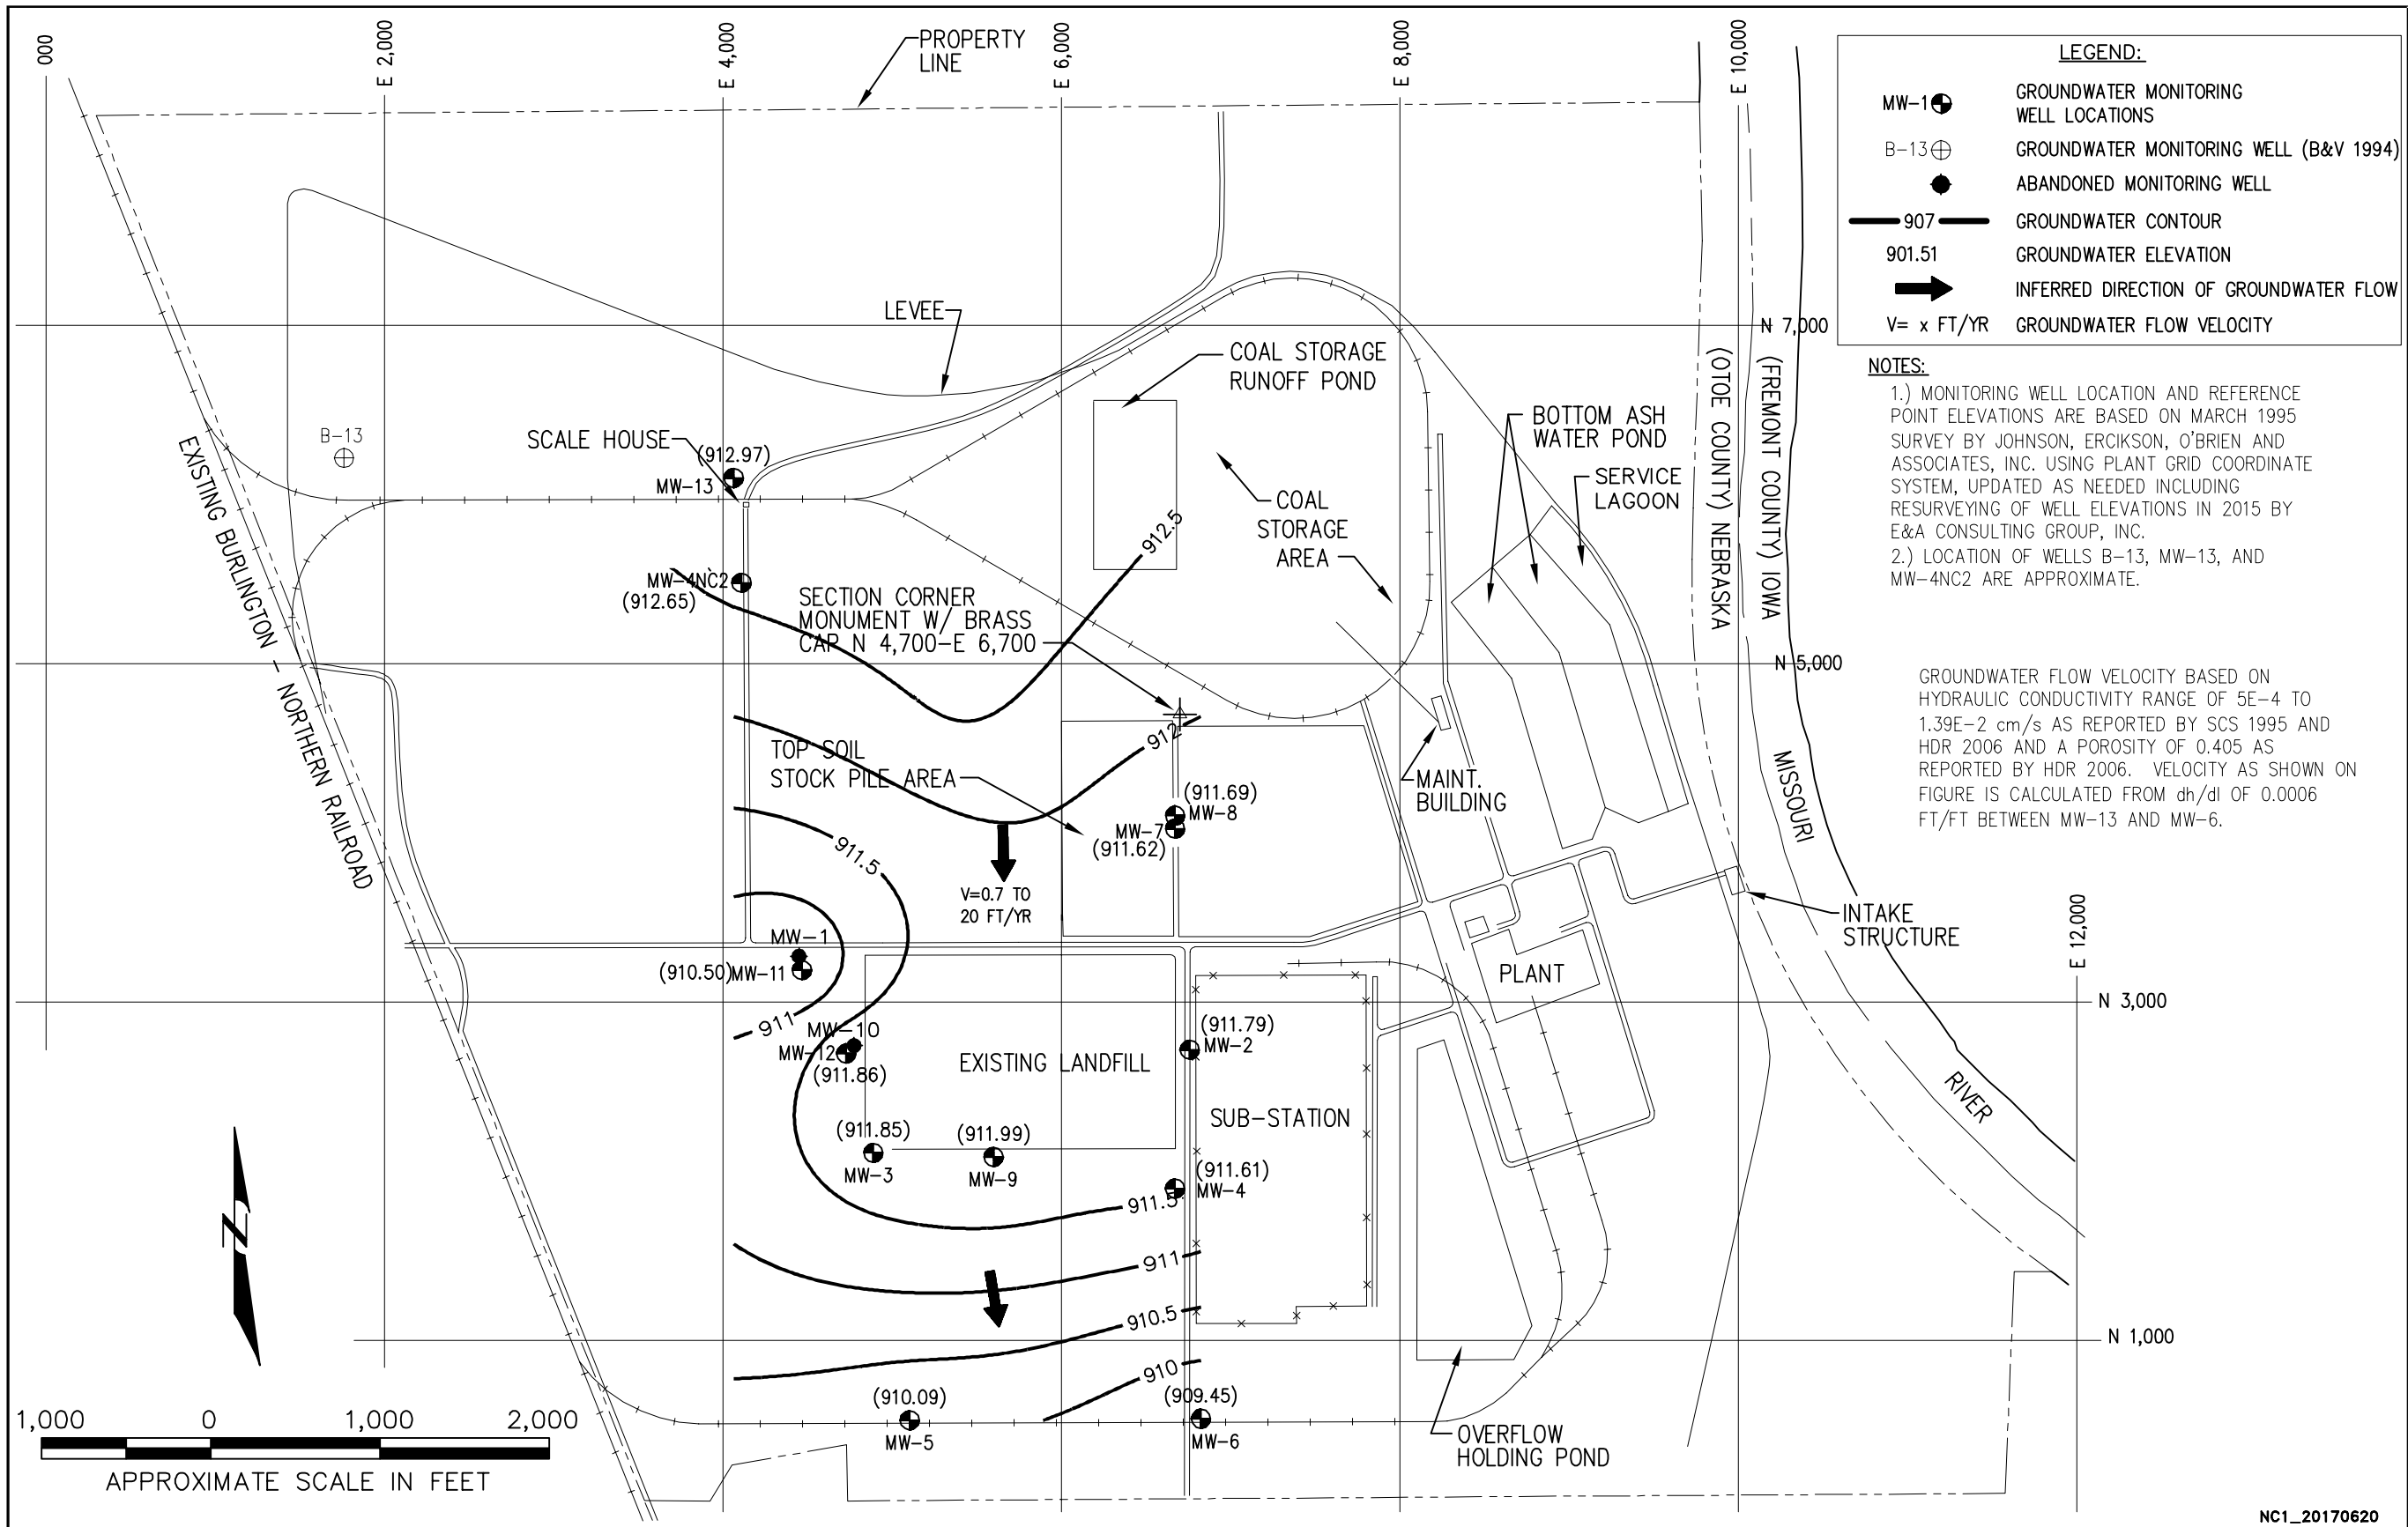 000
E 2,000
E 4,000
E 6,000
E 8,000
E 10,000
PROPERTY
LINE
LEGEND:
MW-1
GROUNDWATER MONITORING
WELL LOCATIONS
B-13
GROUNDWATER MONITORING WELL (B&V 1994)
ABANDONED MONITORING WELL
907
GROUNDWATER CONTOUR
901.51
GROUNDWATER ELEVATION
INFERRED DIRECTION OF GROUNDWATER FLOW
V= x FT/YR
GROUNDWATER FLOW VELOCITY
NOTES:
1.) MONITORING WELL LOCATION AND REFERENCE
POINT ELEVATIONS ARE BASED ON MARCH 1995
SURVEY BY JOHNSON, ERCIKSON, O'BRIEN AND
ASSOCIATES, INC. USING PLANT GRID COORDINATE
SYSTEM, UPDATED AS NEEDED INCLUDING
RESURVEYING OF WELL ELEVATIONS IN 2015 BY
E&A CONSULTING GROUP, INC.
2.) LOCATION OF WELLS B-13, MW-13, AND
MW-4NC2 ARE APPROXIMATE.
GROUNDWATER FLOW VELOCITY BASED ON
HYDRAULIC CONDUCTIVITY RANGE OF 5E-4 TO
1.39E-2 cm/s AS REPORTED BY SCS 1995 AND
HDR 2006 AND A POROSITY OF 0.405 AS
REPORTED BY HDR 2006. VELOCITY AS SHOWN ON
FIGURE IS CALCULATED FROM dh/dl OF 0.0006
FT/FT BETWEEN MW-13 AND MW-6.
LEVEE
N 7,000
COAL STORAGE
RUNOFF POND
(OTOE COUNTY) NEBRASKA
(FREMONT COUNTY) IOWA
BOTTOM ASH
WATER POND
SERVICE
LAGOON
B-13
SCALE HOUSE
(912.97)
MW-13
COAL
STORAGE
AREA
912.5
EXISTING BURLINGTON - NORTHERN RAILROAD
MW-4NC2
(912.65)
SECTION CORNER
MONUMENT W/ BRASS
CAP N 4,700-E 6,700
N 5,000
912
TOP SOIL
STOCK PILE AREA
(911.69)
MW-8
MW-7
(911.62)
MAINT.
BUILDING
MISSOURI
RIVER
911.5
V=0.7 TO
20 FT/YR
INTAKE
STRUCTURE
E 12,000
MW-1
(910.50)
MW-11
PLANT
N 3,000
911
MW-10
MW-12
(911.86)
EXISTING LANDFILL
(911.79)
MW-2
SUB-STATION
(911.85)
MW-3
(911.99)
MW-9
(911.61)
MW-4
911.5
N
911
910.5
N 1,000
910
(910.09)
MW-5
(909.45)
MW-6
OVERFLOW
HOLDING POND
1,000 0 1,000 2,000
APPROXIMATE SCALE IN FEET
NC1_20170620